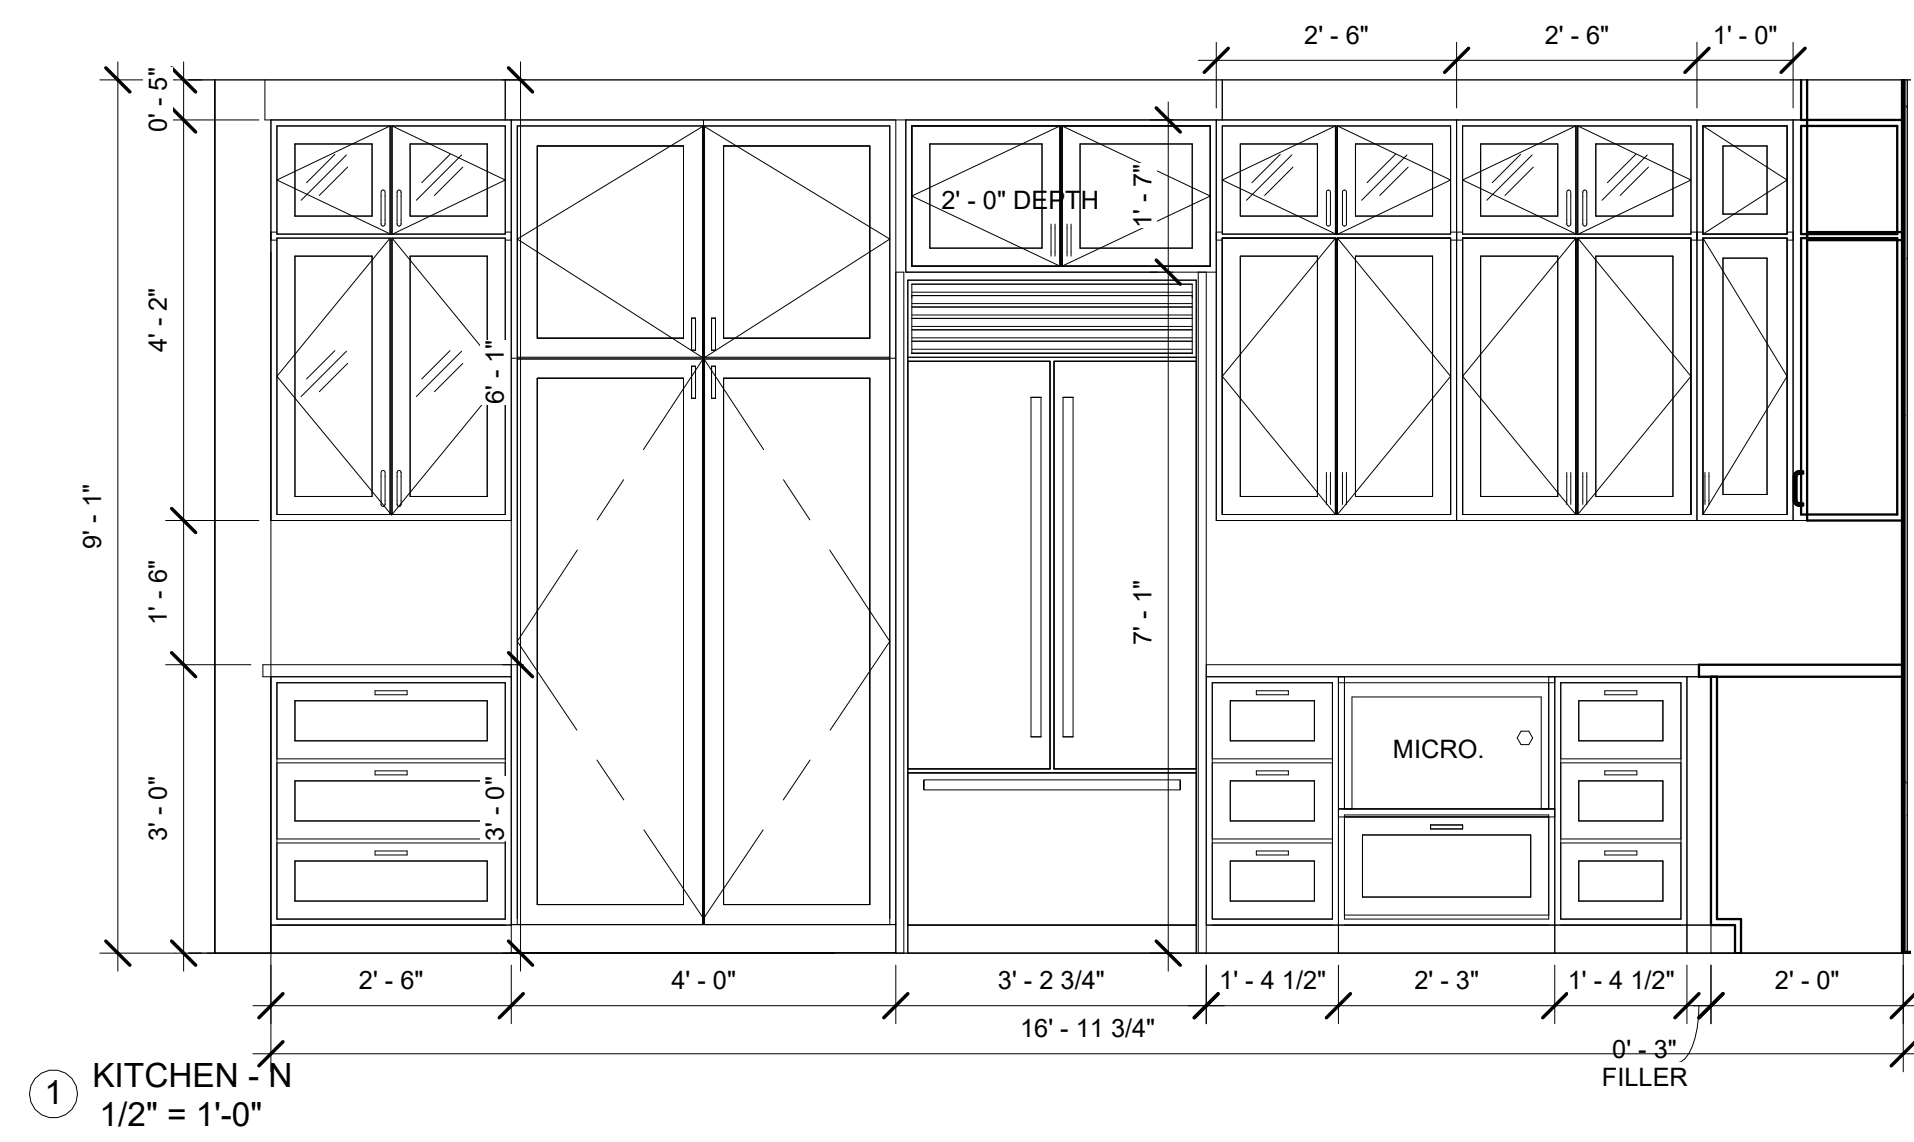 2' - 6" 2' - 6" 1' - 0"
0' - 5"
2' - 0" DEPTH
1' - 7"
4' - 2"
6' - 1"
9' - 1"
1' - 6"
7' - 1"
MICRO.
3' - 0"
3' - 0"
2' - 6" 4' - 0" 3' - 2 3/4" 1' - 4 1/2" 2' - 3" 1' - 4 1/2" 2' - 0"
16' - 11 3/4"
0' - 3"
FILLER
1 KITCHEN - N
1/2" = 1'-0"